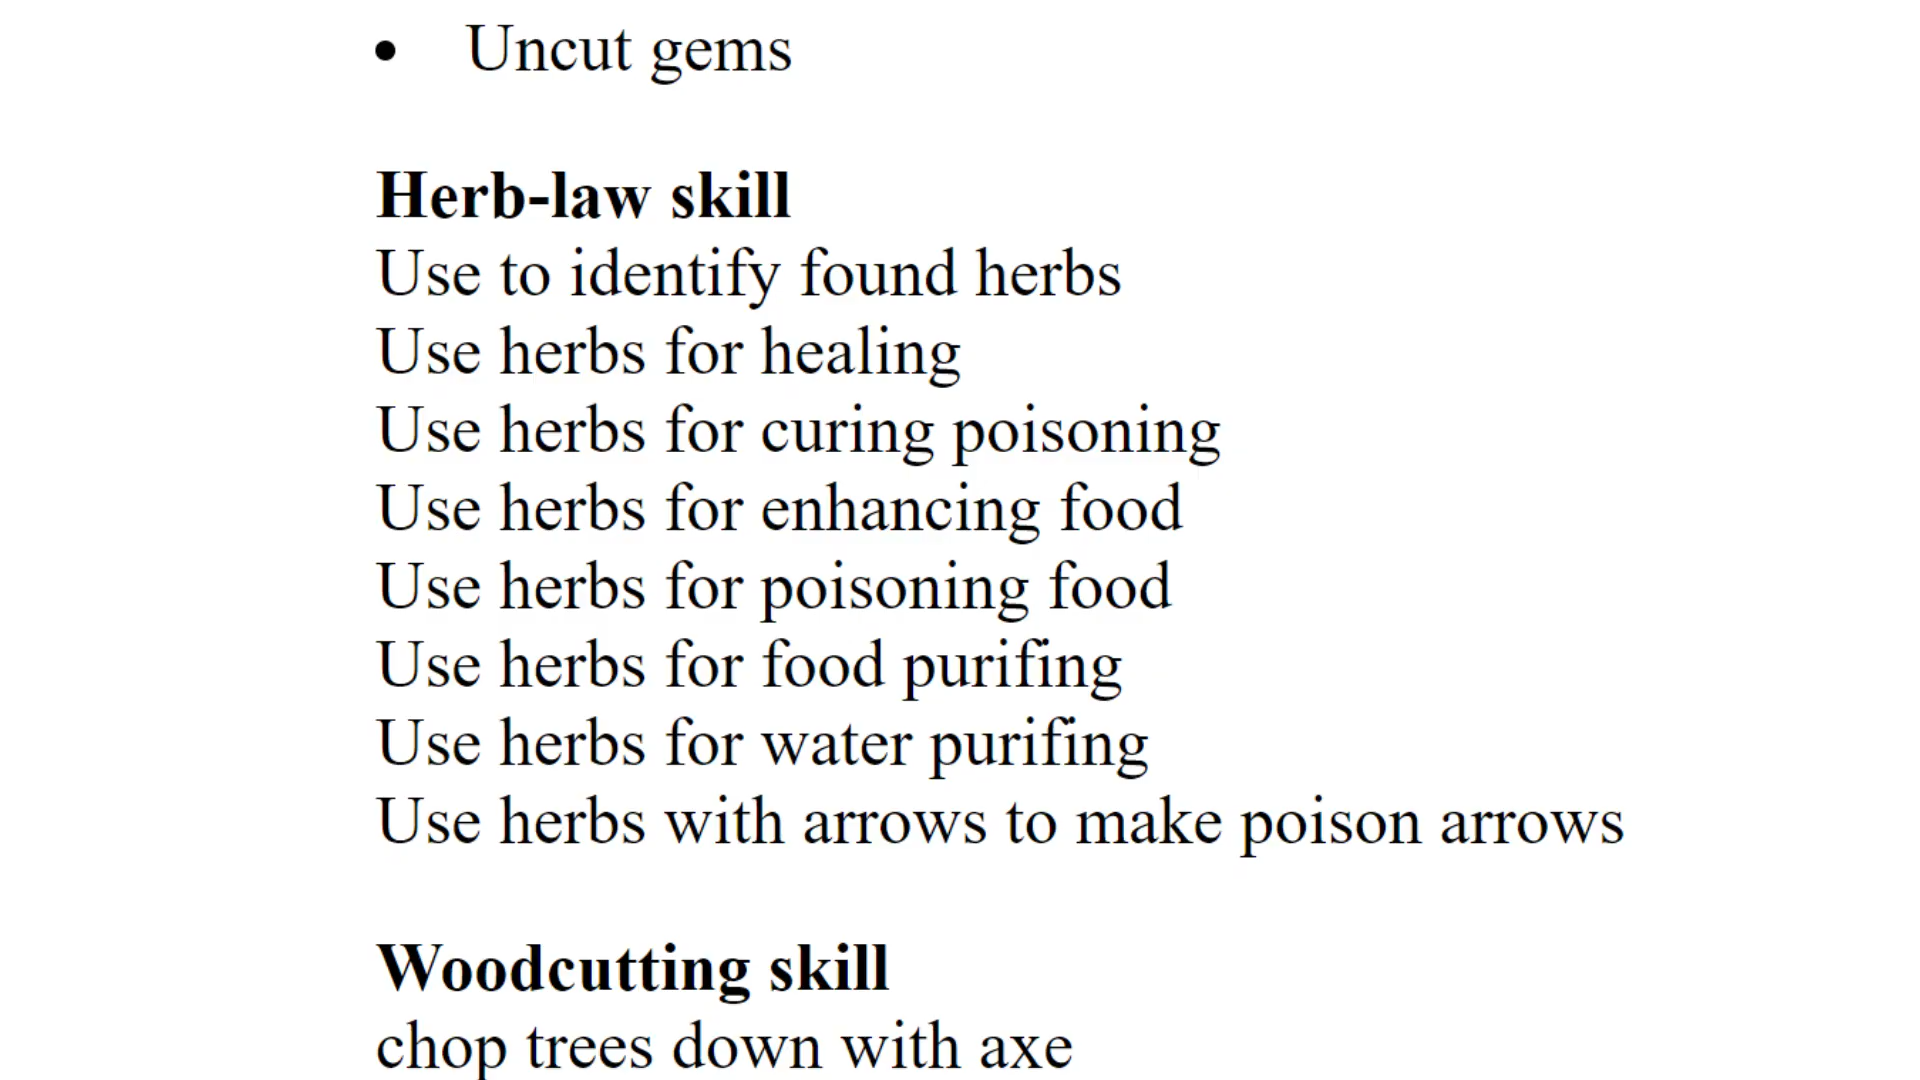 • Uncut gems
Herb-law skill
Use to identify found herbs
Use herbs for healing
Use herbs for curing poisoning
Use herbs for enhancing food
Use herbs for poisoning food
Use herbs for food purifing
Use herbs for water purifing
Use herbs with arrows to make poison arrows
Woodcutting skill
chop trees down with axe